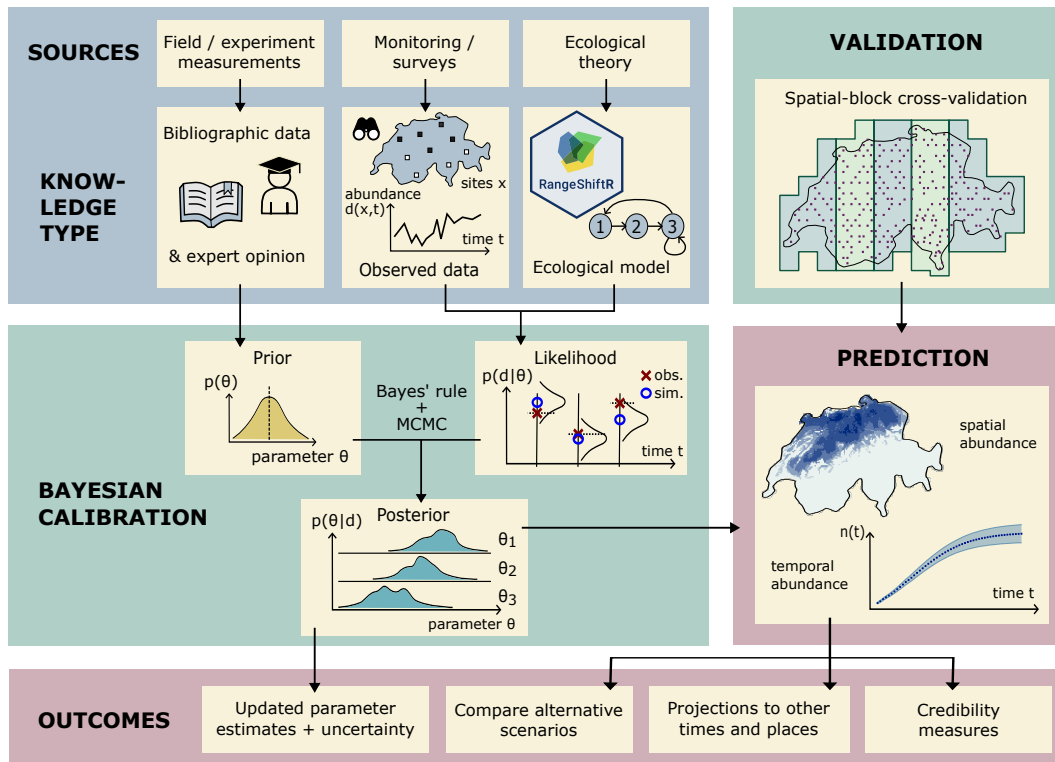 SOURCES
Field / experiment
measurements
Monitoring /
surveys
Ecological
theory
KNOW-
LEDGE
TYPE
Bibliographic data
& expert opinion
sites x
abundance
d(x,t)
time t
Observed data
RangeShiftR
1
2
3
Ecological model
VALIDATION
Spatial-block cross-validation
BAYESIAN
CALIBRATION
Prior
p(θ)
parameter θ
Bayes' rule
+
MCMC
Likelihood
p(d|θ)
obs.
sim.
time t
Posterior
p(θ|d)
θ1
θ2
θ3
parameter θ
PREDICTION
spatial
abundance
n(t)
temporal
abundance
time t
OUTCOMES
Updated parameter
estimates + uncertainty
Compare alternative
scenarios
Projections to other
times and places
Credibility
measures